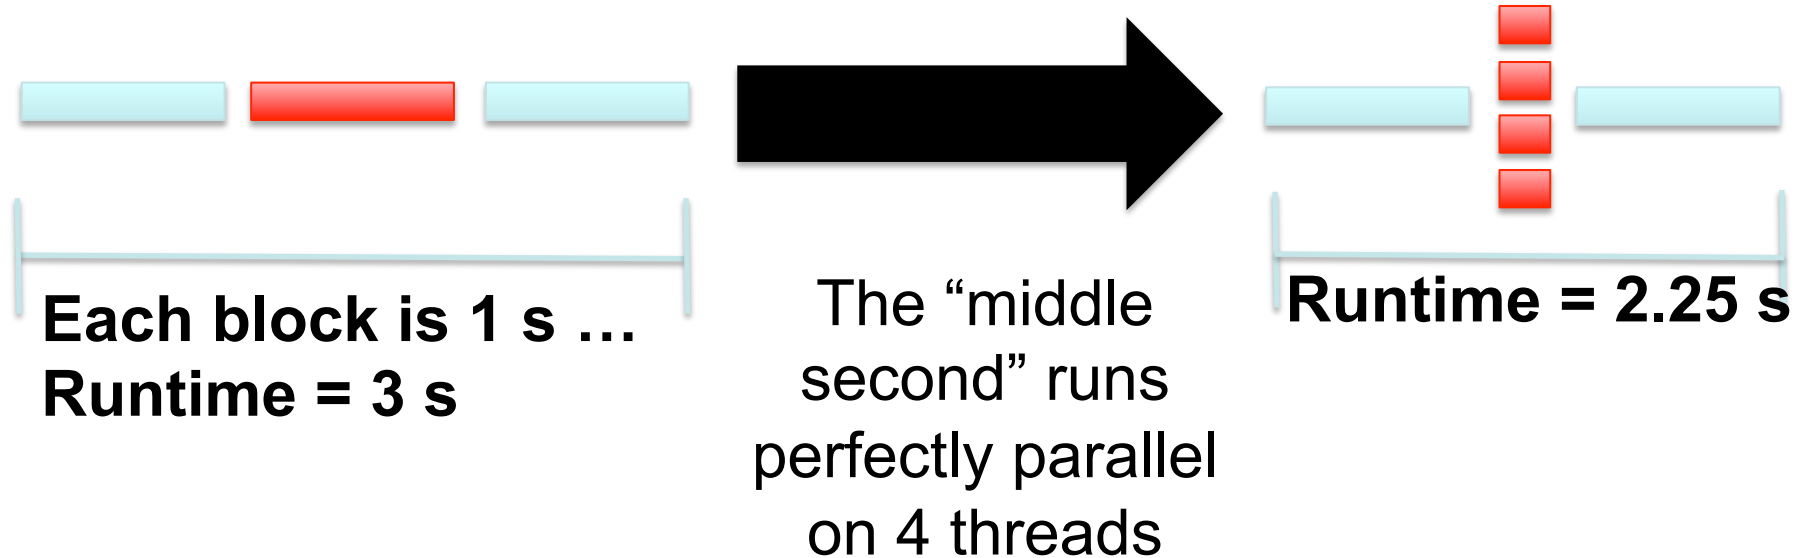 Each block is 1 s …
Runtime = 3 s
The “middle
second” runs
perfectly parallel
on 4 threads
Runtime = 2.25 s